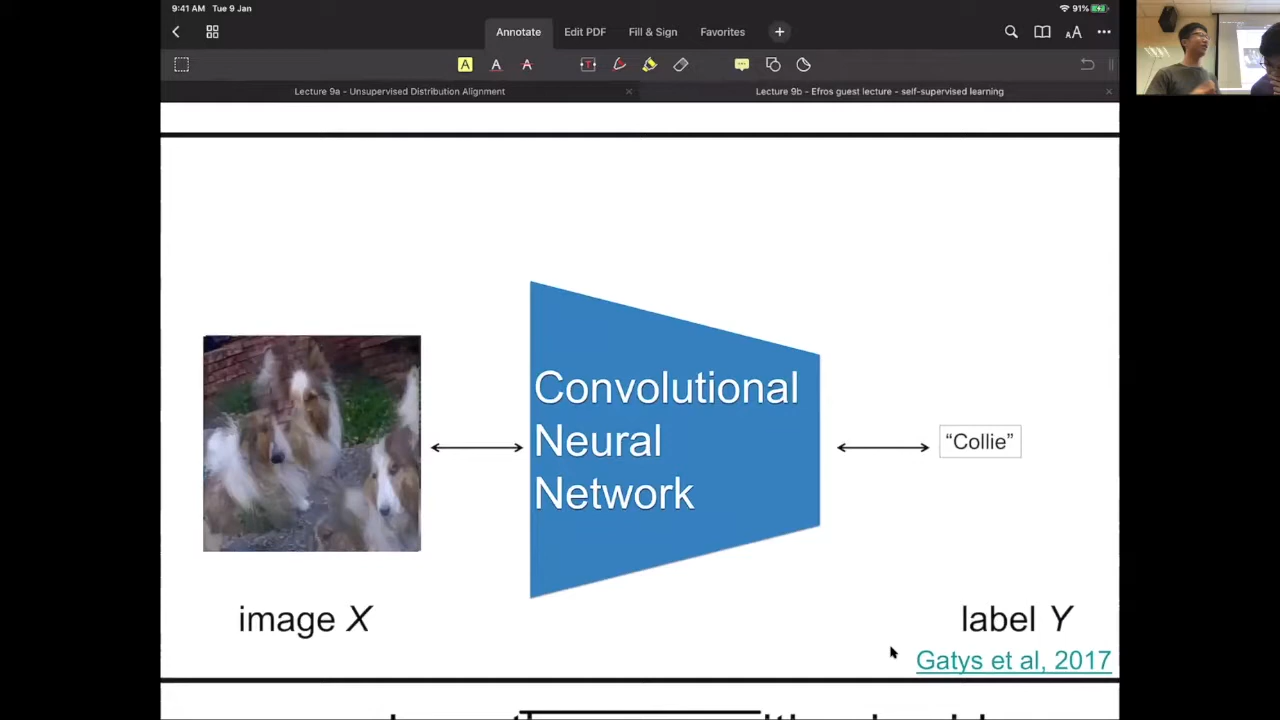 9:41 AM Tue 9 Jan
91%
Annotate
Edit PDF
Fill & Sign
Favorites
Lecture 9a - Unsupervised Distribution Alignment
Lecture 9b - Efros guest lecture - self-supervised learning
Convolutional
Neural
Network
“Collie”
image X
label Y
Gatys et al, 2017